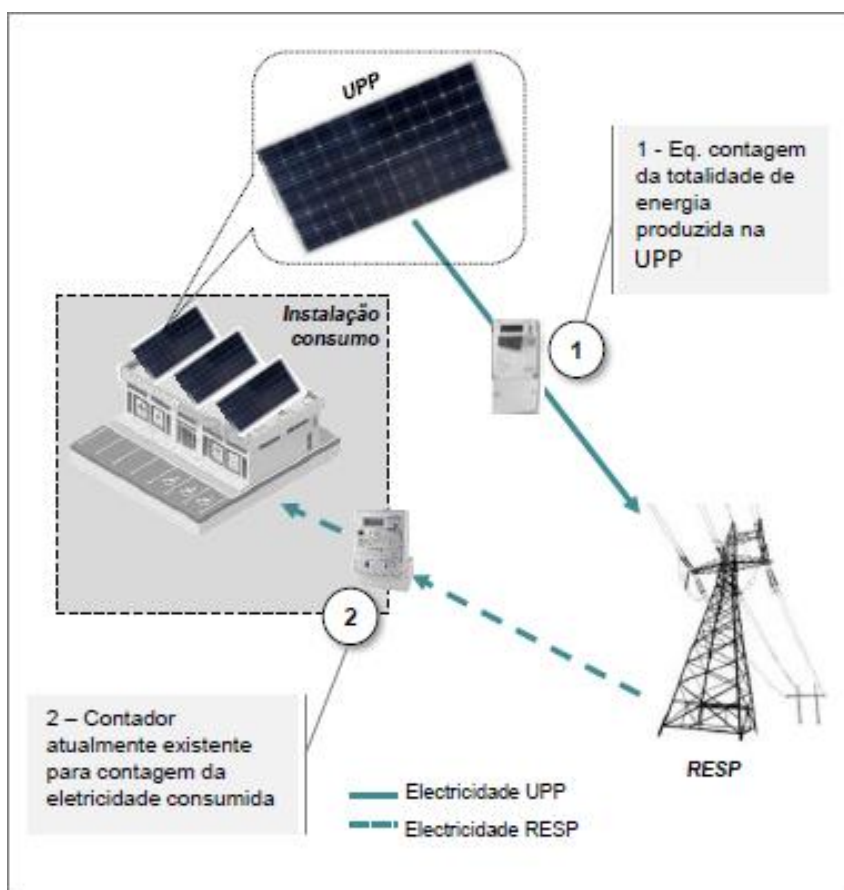 UPP
1 - Eq. contagem
da totalidade de
energia
produzida na
UPP
Instalação
consumo
1
2
2 – Contador
atualmente existente
para contagem da
eletricidade consumida
RESP
Electricidade UPP
Electricidade RESP